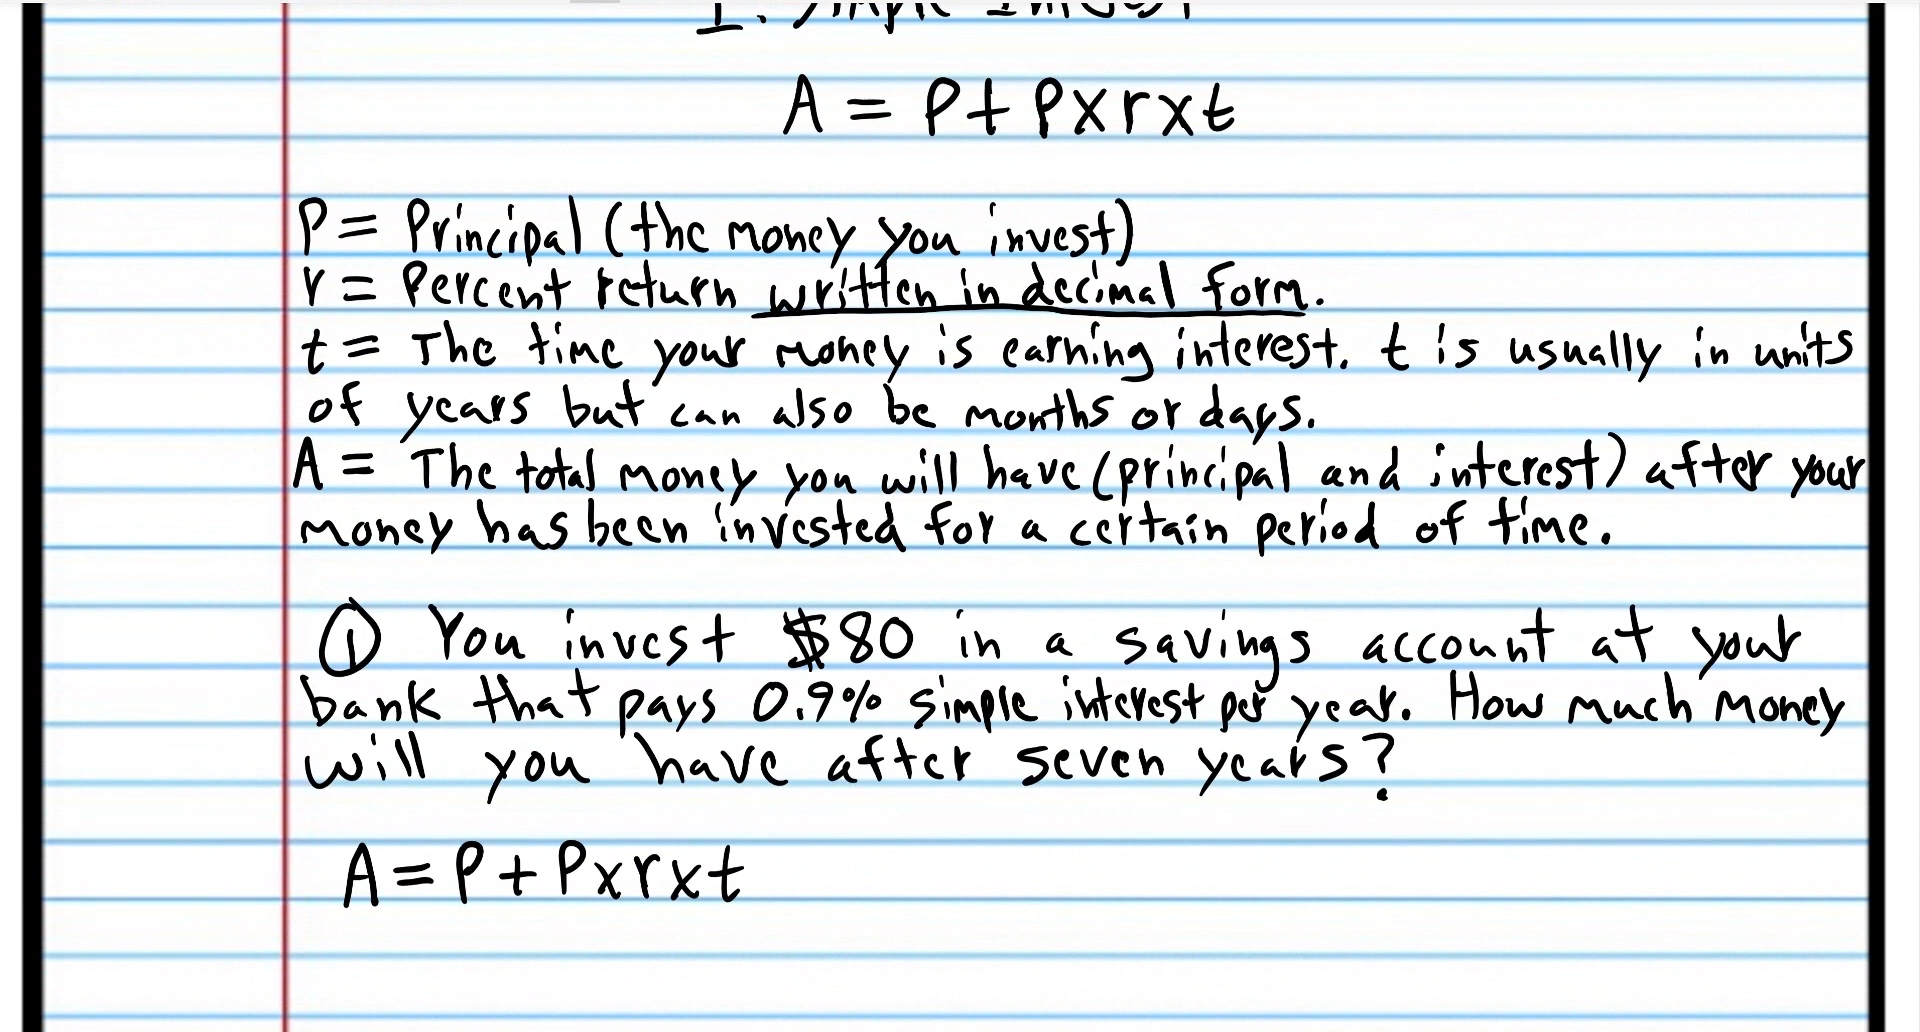 I. Simple Interest
A = P + P x r x t
P = Principal (the money you invest)
r = Percent return written in decimal form.
t = The time your money is earning interest. t is usually in units
of years but can also be months or days.
A = The total money you will have (principal and interest) after your
money has been invested for a certain period of time.
① You invest $80 in a savings account at your
bank that pays 0.9% simple interest per year. How much money
will you have after seven years?
A = P + P x r x t